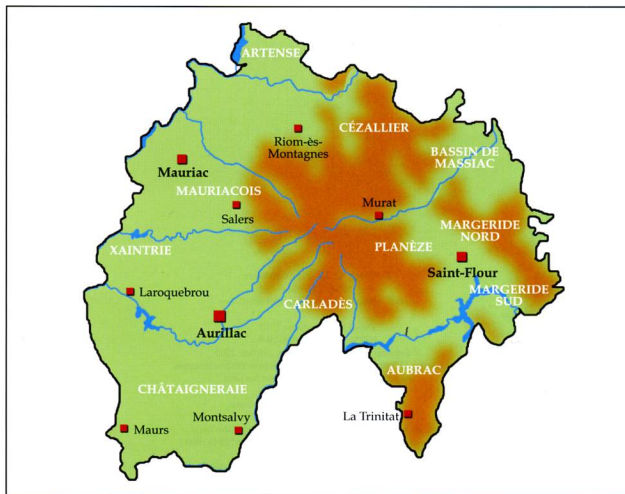 ARTENSE
CÉZALLIER
Riom-ès-
Montagnes
BASSIN DE
MASSIAC
Mauriac
MAURIACOIS
Salers
Murat
MARGERIDE
NORD
XAINTRIE
PLANÈZE
Saint-Flour
Laroquebrou
CARLADÈS
MARGERIDE
SUD
Aurillac
AUBRAC
CHÂTAIGNERAIE
Maurs
Montsalvy
La Trinitat